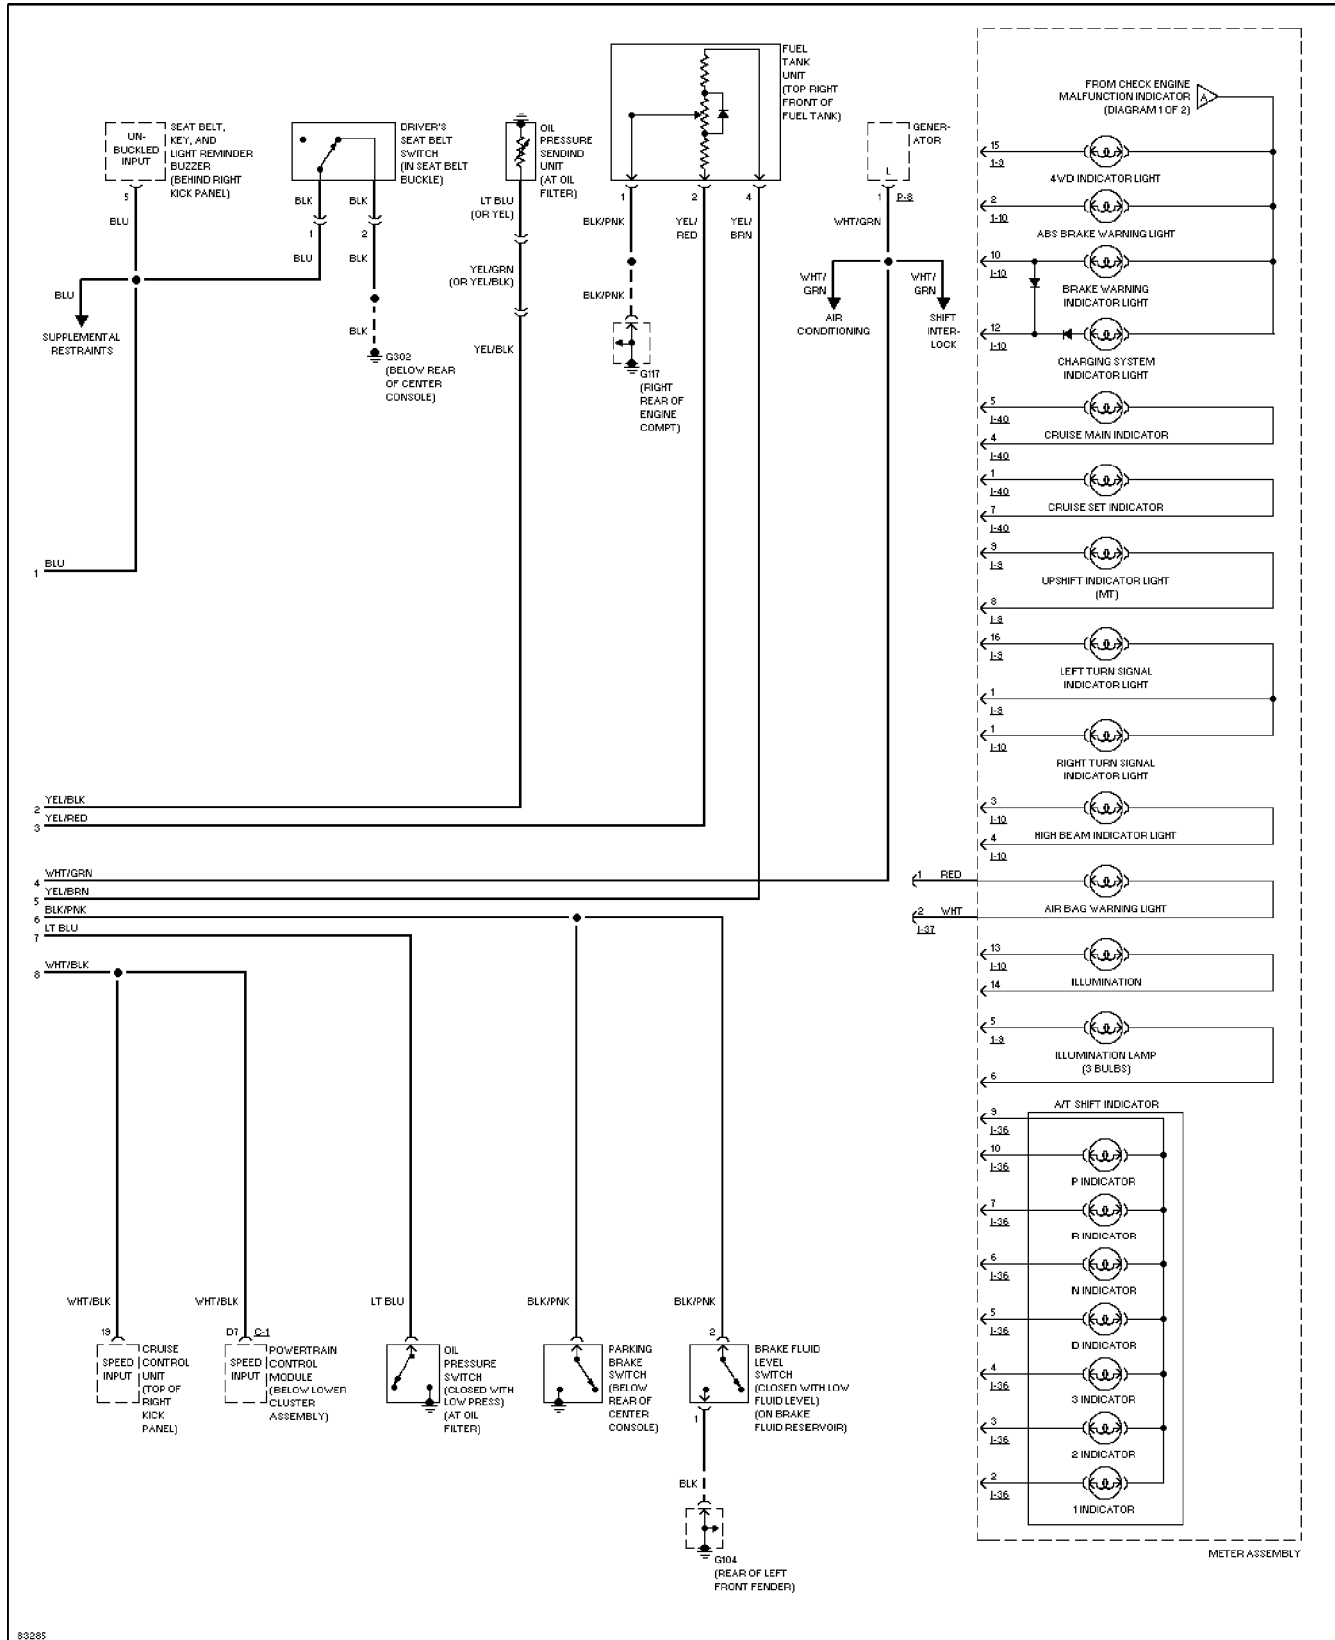 UN-
BUCKLED
INPUT
SEAT BELT,
KEY, AND
LIGHT REMINDER
BUZZER
(BEHIND RIGHT
KICK PANEL)
5
BLU
BLU
SUPPLEMENTAL
RESTRAINTS
DRIVER'S
SEAT BELT
SWITCH
(IN SEAT BELT
BUCKLE)
BLK
BLK
1
2
BLU
BLK
BLK
G302
(BELOW REAR
OF CENTER
CONSOLE)
OIL
PRESSURE
SENDIND
UNIT
(AT OIL
FILTER)
LT BLU
(OR YEL)
YEL/GRN
(OR YEL/BLK)
YEL/BLK
FUEL
TANK
UNIT
(TOP RIGHT
FRONT OF
FUEL TANK)
1
2
4
BLK/PNK
YEL/
RED
YEL/
BRN
BLK/PNK
G117
(RIGHT
REAR OF
ENGINE
COMPT)
GENER-
ATOR
L
1
P-8
WHT/GRN
WHT/
GRN
WHT/
GRN
AIR
CONDITIONING
SHIFT
INTER-
LOCK
1 BLU
2 YEL/BLK
3 YEL/RED
4 WHT/GRN
5 YEL/BRN
6 BLK/PNK
7 LT BLU
8 WHT/BLK
WHT/BLK
19
SPEED
INPUT
CRUISE
CONTROL
UNIT
(TOP OF
RIGHT
KICK
PANEL)
WHT/BLK
D7 C-1
SPEED
INPUT
POWERTRAIN
CONTROL
MODULE
(BELOW LOWER
CLUSTER
ASSEMBLY)
LT BLU
OIL
PRESSURE
SWITCH
(CLOSED WITH
LOW PRESS)
(AT OIL
FILTER)
BLK/PNK
PARKING
BRAKE
SWITCH
(BELOW
REAR OF
CENTER
CONSOLE)
BLK/PNK
2
BRAKE FLUID
LEVEL
SWITCH
(CLOSED WITH LOW
FLUID LEVEL)
(ON BRAKE
FLUID RESERVOIR)
1
BLK
G104
(REAR OF LEFT
FRONT FENDER)
FROM CHECK ENGINE
MALFUNCTION INDICATOR
(DIAGRAM 1 OF 2)
A
15
I-9
4WD INDICATOR LIGHT
2
I-10
ABS BRAKE WARNING LIGHT
10
I-10
BRAKE WARNING
INDICATOR LIGHT
12
I-10
CHARGING SYSTEM
INDICATOR LIGHT
5
I-40
CRUISE MAIN INDICATOR
4
I-40
1
I-40
CRUISE SET INDICATOR
7
I-40
9
I-9
UPSHIFT INDICATOR LIGHT
(MT)
8
I-9
16
I-9
LEFT TURN SIGNAL
INDICATOR LIGHT
1
I-9
1
I-10
RIGHT TURN SIGNAL
INDICATOR LIGHT
3
I-10
HIGH BEAM INDICATOR LIGHT
4
I-10
1 RED
AIR BAG WARNING LIGHT
2 WHT
I-37
13
I-10
ILLUMINATION
14
5
I-9
ILLUMINATION LAMP
(3 BULBS)
6
A/T SHIFT INDICATOR
9
I-36
10
I-36
P INDICATOR
7
I-36
R INDICATOR
6
I-36
N INDICATOR
5
I-36
D INDICATOR
4
I-36
3 INDICATOR
3
I-36
2 INDICATOR
2
I-36
1 INDICATOR
METER ASSEMBLY
83285